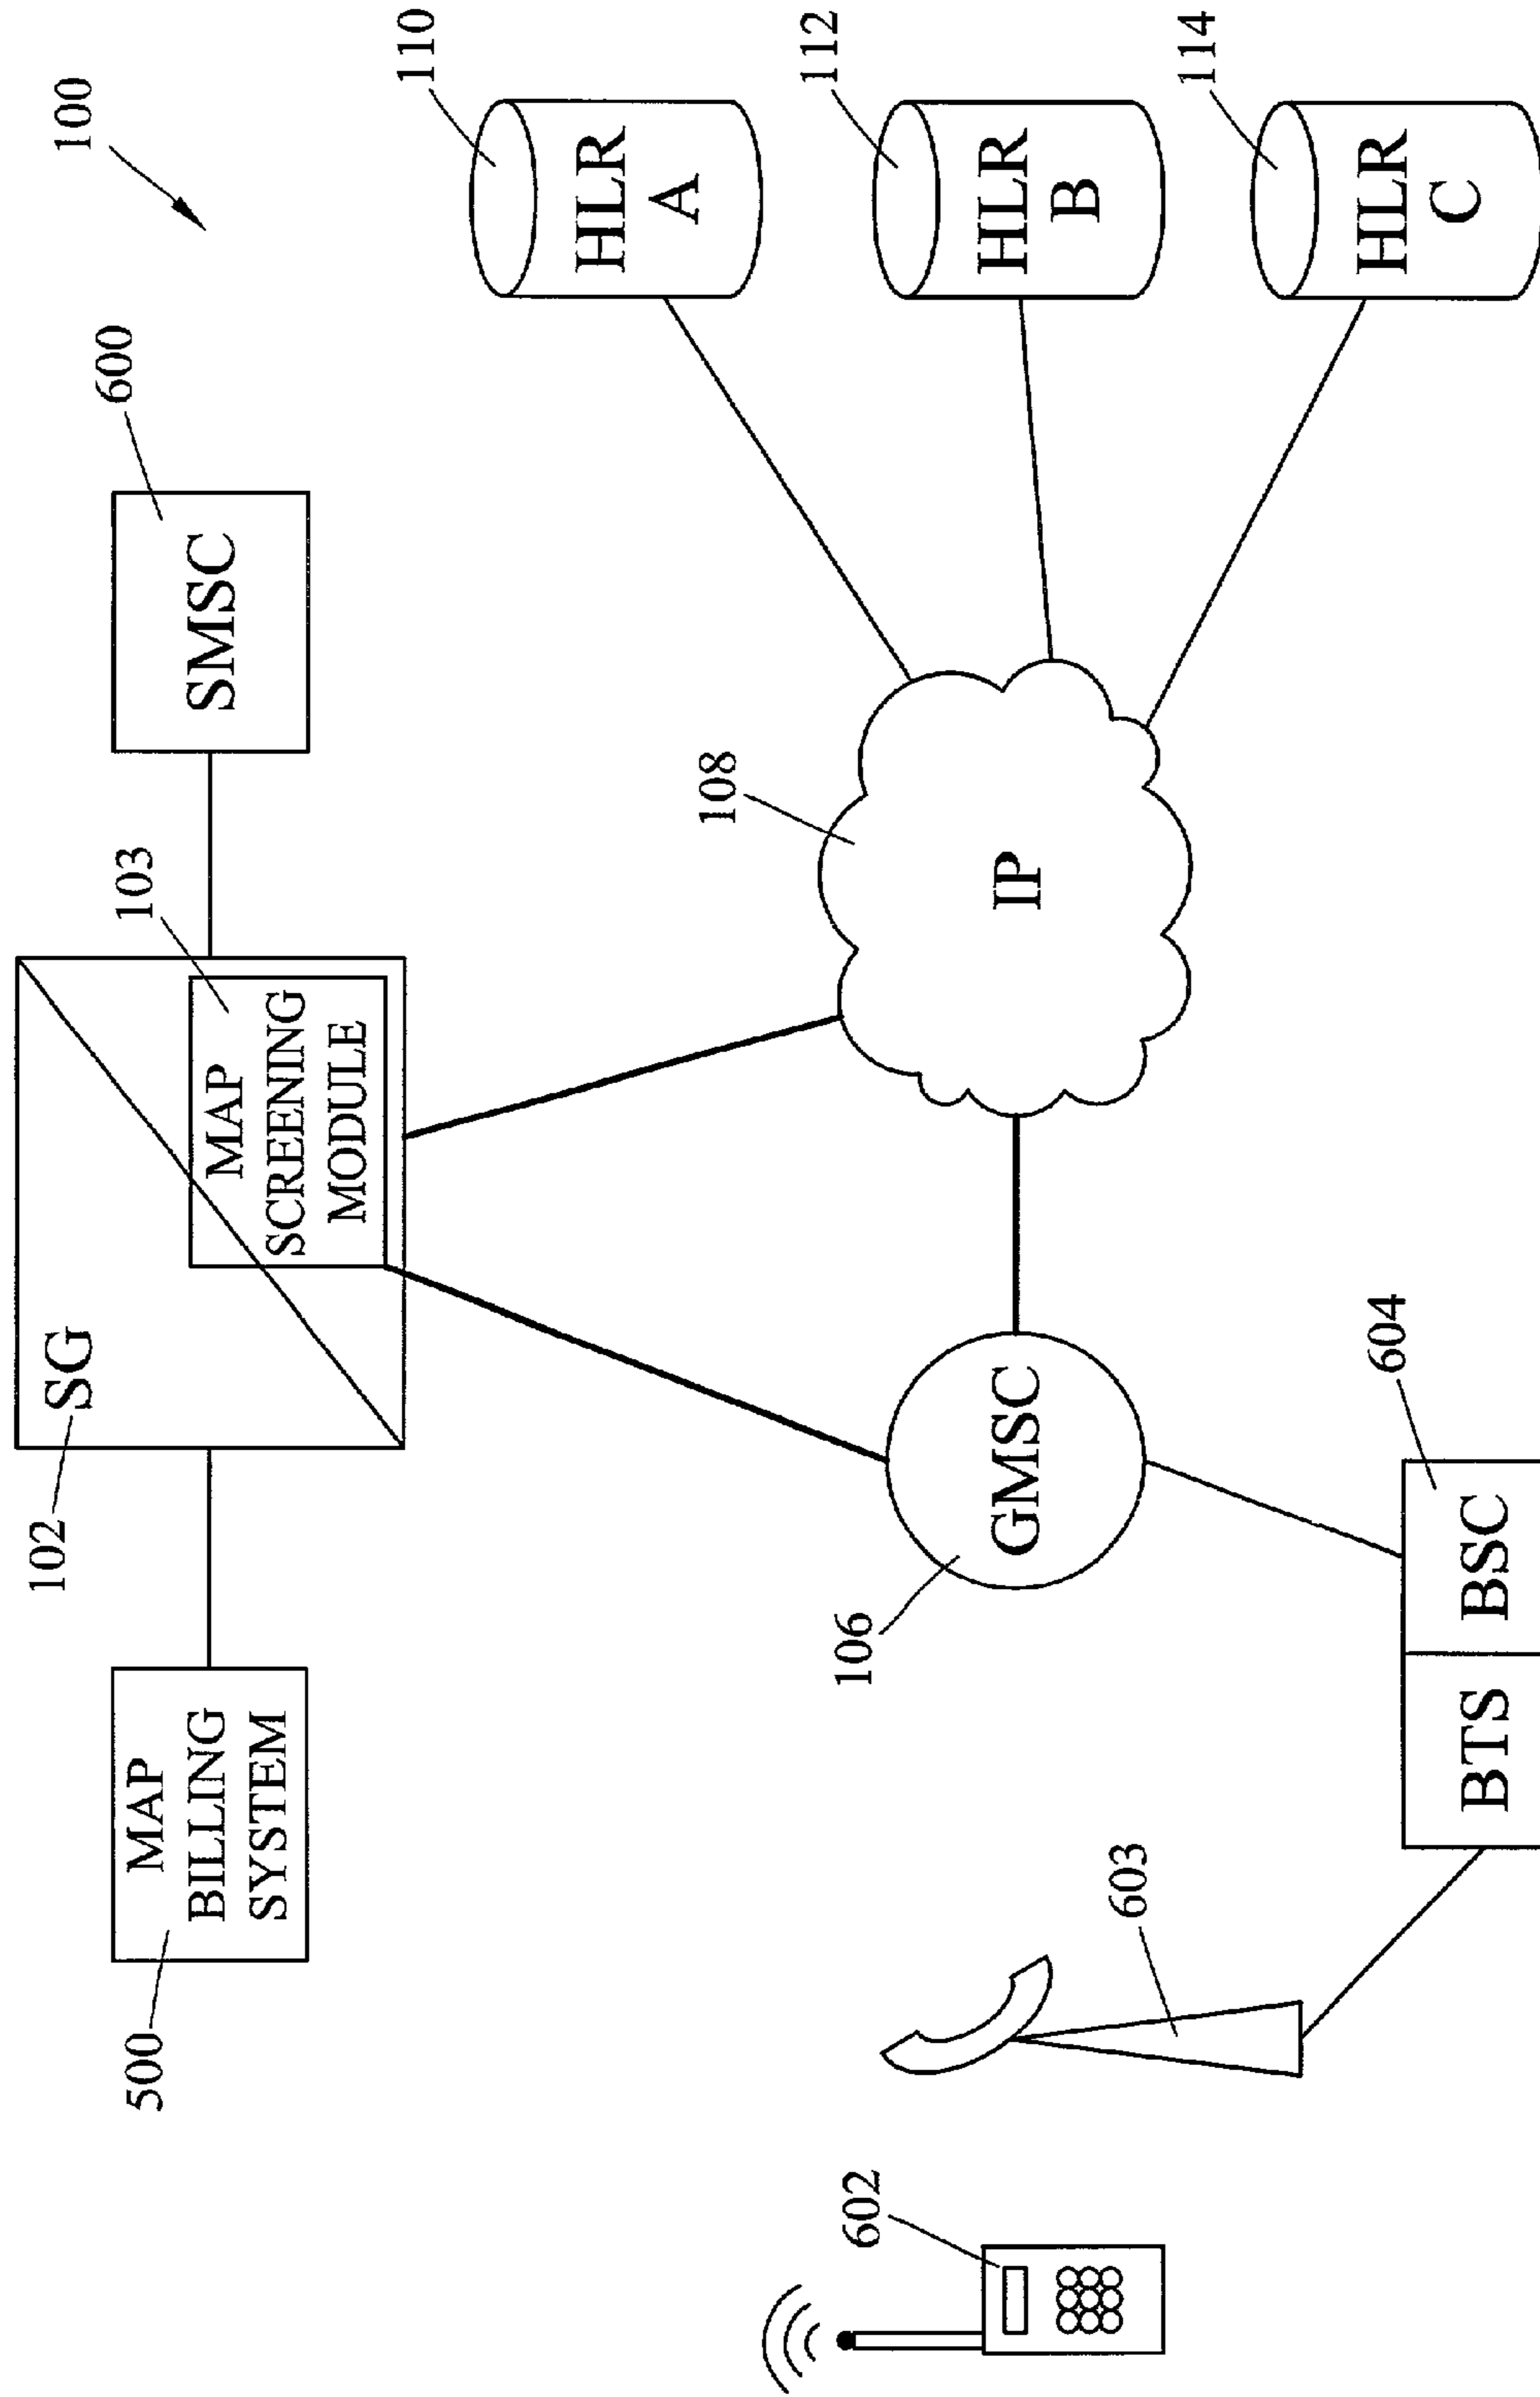 100
102
SG
103
MAP
SCREENING
MODULE
500
MAP
BILLING
SYSTEM
600
SMSC
110
HLR
A
112
HLR
B
114
HLR
C
108
IP
106
GMSC
602
603
604
BTS
BSC